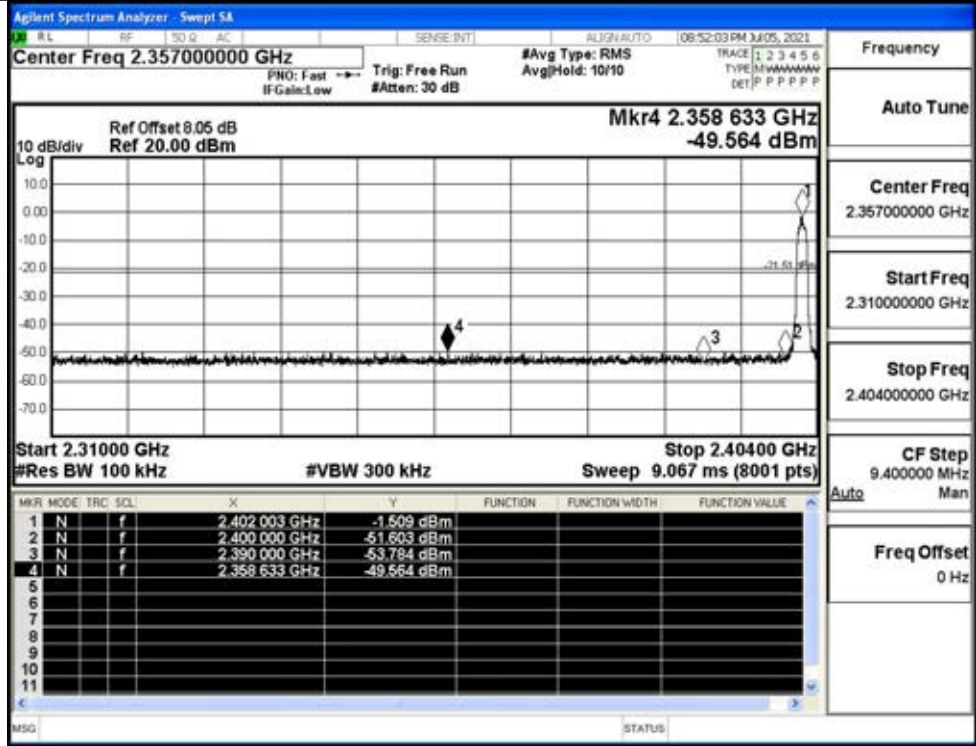 Agilent Spectrum Analyzer - Swept SA
RL RF 50 Ω AC SENSE:INT ALIGN AUTO 08:52:03 PM Jul 05, 2021
Center Freq 2.357000000 GHz
PNO: Fast
IFGain:Low
Trig: Free Run
#Atten: 30 dB
#Avg Type: RMS
Avg|Hold: 10/10
TRACE 1 2 3 4 5 6
TYPE
DET P P P P P P
Frequency
Auto Tune
Center Freq
2.357000000 GHz
Start Freq
2.310000000 GHz
Stop Freq
2.404000000 GHz
CF Step
9.400000 MHz
Auto Man
Freq Offset
0 Hz
Mkr4 2.358 633 GHz
-49.564 dBm
Ref Offset 8.05 dB
10 dB/div Ref 20.00 dBm
Log
10.0
0.00
-10.0
-20.0
-30.0
-40.0
-50.0
-60.0
-70.0
1
-21.51 dBm
4
3
2
Start 2.31000 GHz Stop 2.40400 GHz
#Res BW 100 kHz #VBW 300 kHz Sweep 9.067 ms (8001 pts)
MKR MODE TRC SCL X Y FUNCTION FUNCTION WIDTH FUNCTION VALUE
1 N f 2.402 003 GHz -1.509 dBm
2 N f 2.400 000 GHz -51.603 dBm
3 N f 2.390 000 GHz -53.784 dBm
4 N f 2.358 633 GHz -49.564 dBm
5
6
7
8
9
10
11
MSG STATUS